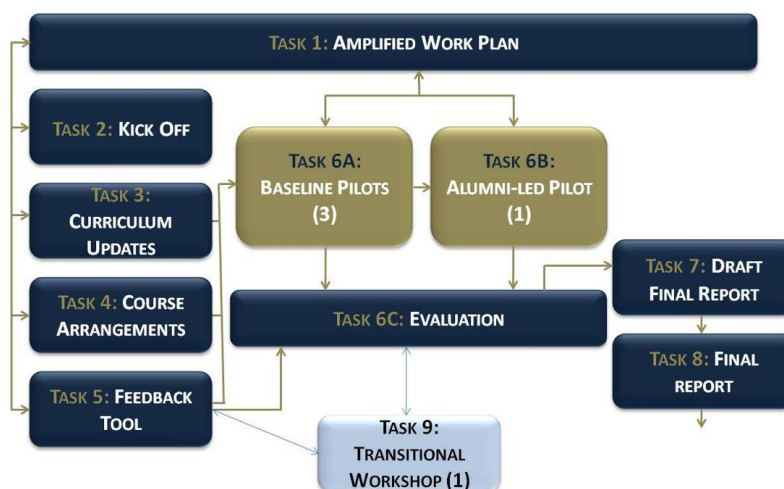 TASK 1: AMPLIFIED WORK PLAN
TASK 2: KICK OFF
TASK 3:
CURRICULUM
UPDATES
TASK 4: COURSE
ARRANGEMENTS
TASK 5: FEEDBACK
TOOL
TASK 6A:
BASELINE PILOTS
(3)
TASK 6B:
ALUMNI-LED PILOT
(1)
TASK 6C: EVALUATION
TASK 7: DRAFT
FINAL REPORT
TASK 8: FINAL
REPORT
TASK 9:
TRANSITIONAL
WORKSHOP (1)